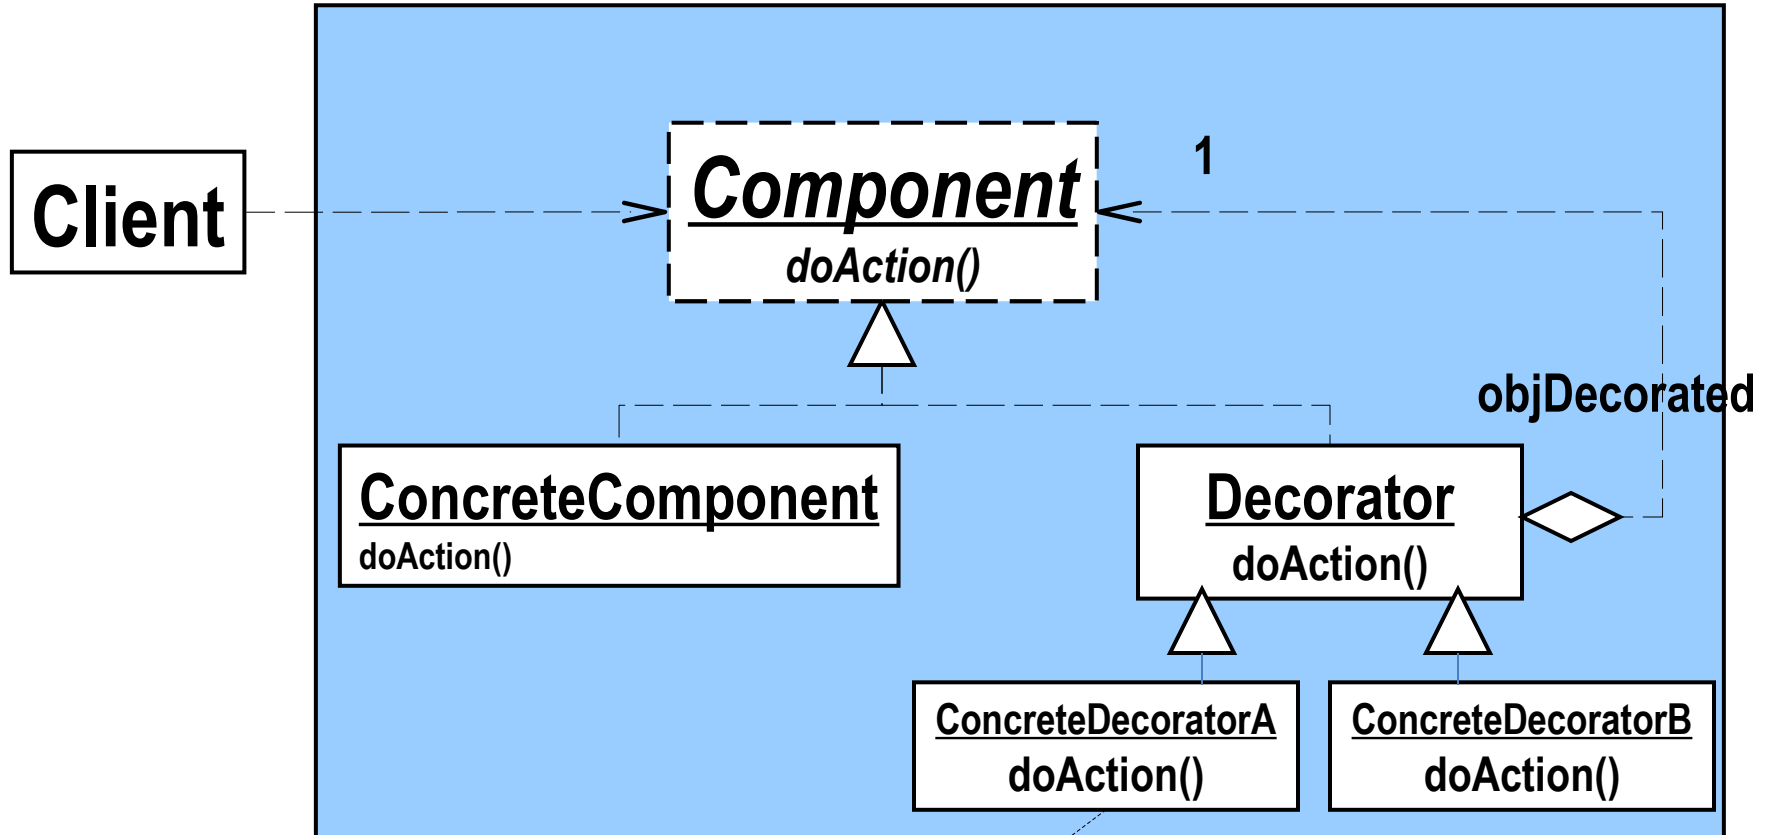 1
Client
Component
doAction()
objDecorated
ConcreteComponent
doAction()
Decorator
doAction()
ConcreteDecoratorA
doAction()
ConcreteDecoratorB
doAction()